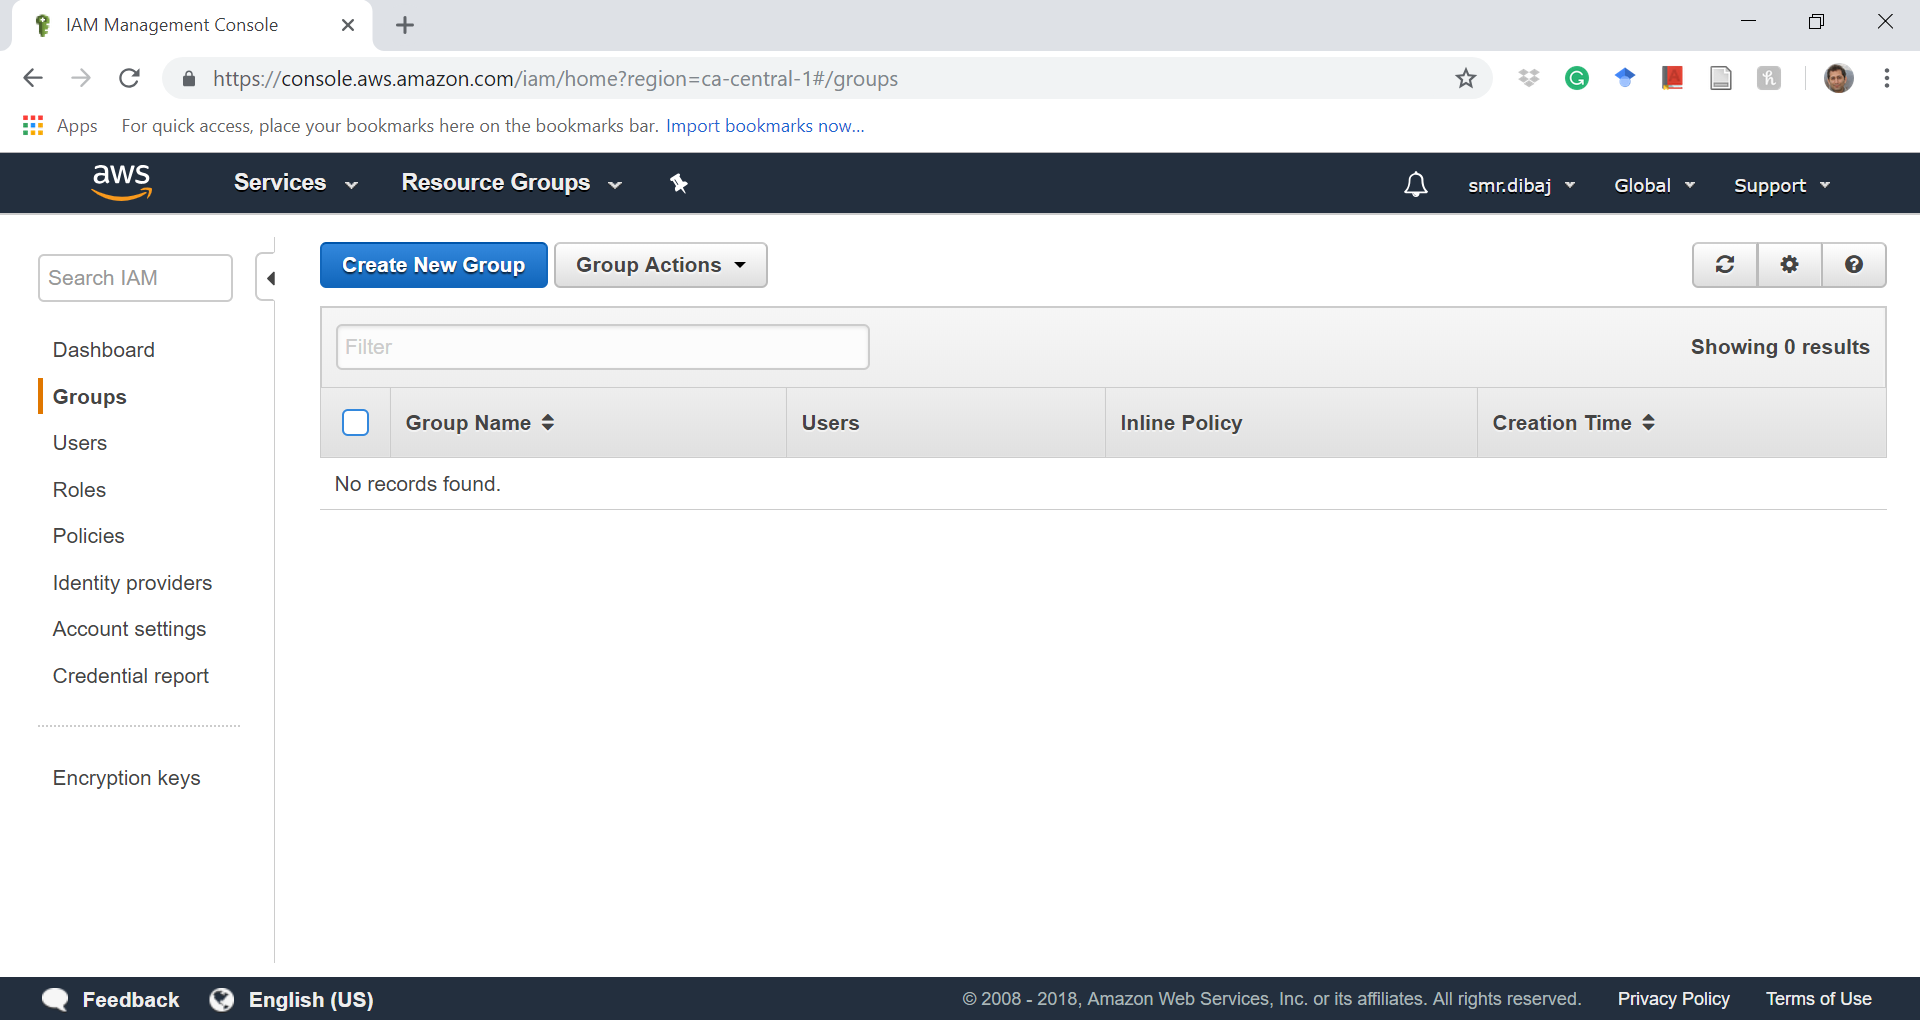 IAM Management Console
https://console.aws.amazon.com/iam/home?region=ca-central-1#/groups
Apps For quick access, place your bookmarks here on the bookmarks bar. Import bookmarks now...
aws Services Resource Groups smr.dibaj Global Support
Search IAM
Create New Group Group Actions
Filter
Showing 0 results
Group Name Users Inline Policy Creation Time
No records found.
Dashboard
Groups
Users
Roles
Policies
Identity providers
Account settings
Credential report
Encryption keys
Feedback English (US) © 2008 - 2018, Amazon Web Services, Inc. or its affiliates. All rights reserved. Privacy Policy Terms of Use